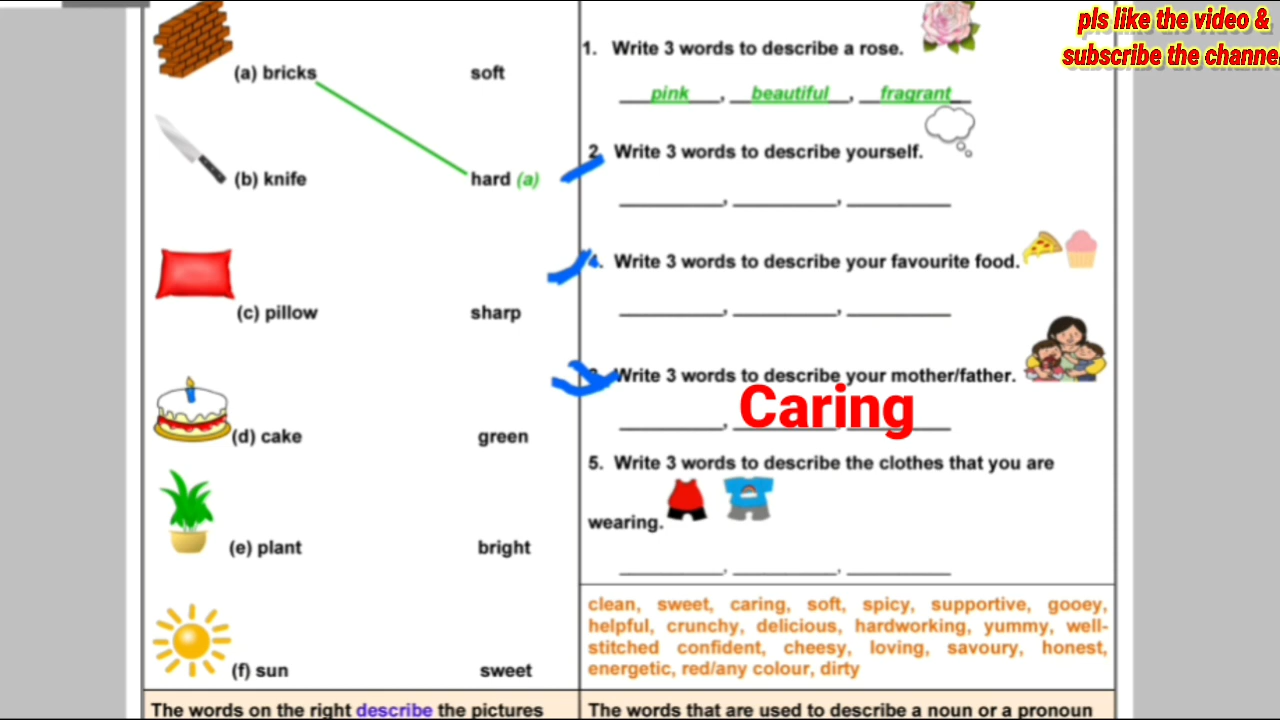 pls like the video &
subscribe the channel
(a) bricks soft
(b) knife hard (a)
(c) pillow sharp
(d) cake green
(e) plant bright
(f) sun sweet
The words on the right describe the pictures
1. Write 3 words to describe a rose.
pink, beautiful, fragrant
2. Write 3 words to describe yourself.
4. Write 3 words to describe your favourite food.
Write 3 words to describe your mother/father.
Caring
5. Write 3 words to describe the clothes that you are
wearing.
clean, sweet, caring, soft, spicy, supportive, gooey,
helpful, crunchy, delicious, hardworking, yummy, well-
stitched confident, cheesy, loving, savoury, honest,
energetic, red/any colour, dirty
The words that are used to describe a noun or a pronoun